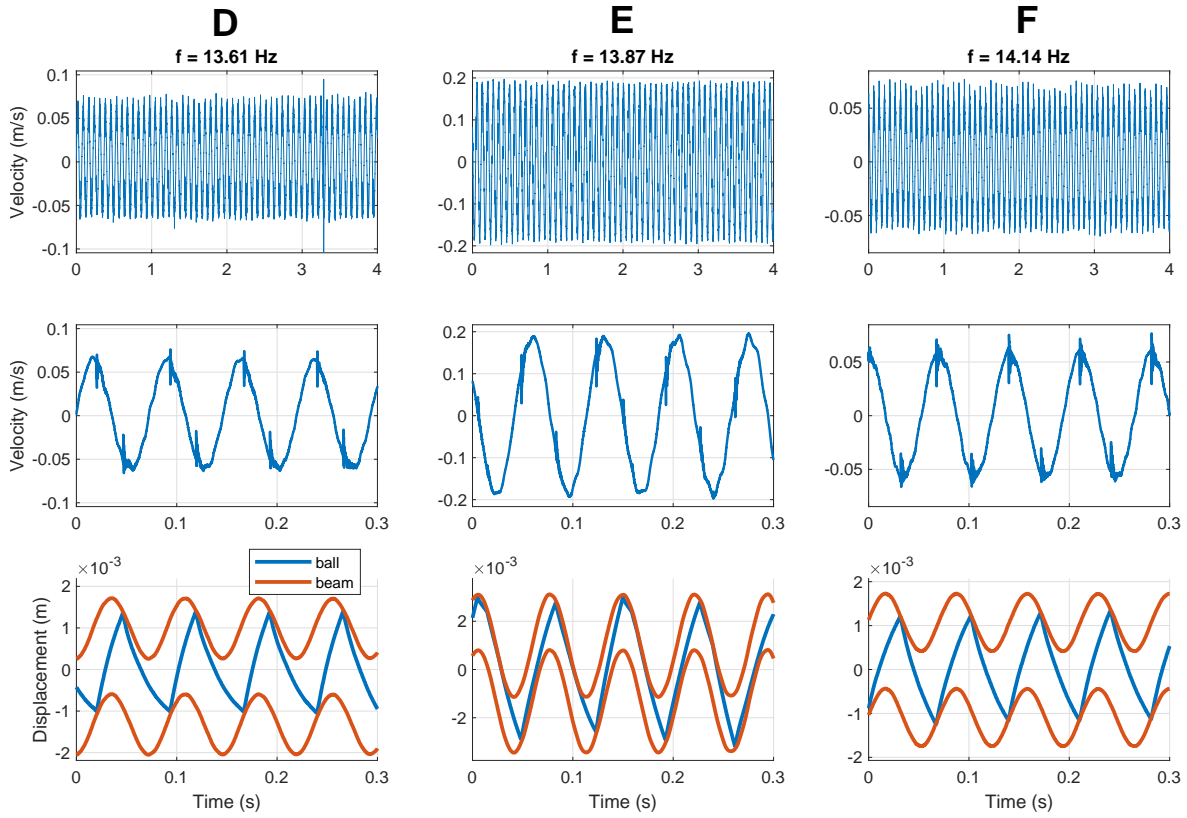 D E F
f = 13.61 Hz f = 13.87 Hz f = 14.14 Hz
Velocity (m/s)
0.1
0.05
0
-0.05
-0.1
0 1 2 3 4
0.2
0.1
0
-0.1
-0.2
0 1 2 3 4
0.05
0
-0.05
0 1 2 3 4
Velocity (m/s)
0.1
0.05
0
-0.05
-0.1
0 0.1 0.2 0.3
0.2
0.1
0
-0.1
-0.2
0 0.1 0.2 0.3
0.05
0
-0.05
0 0.1 0.2 0.3
Displacement (m)
×10-3
2
1
0
-1
-2
0 0.1 0.2 0.3
Time (s)
ball
beam
×10-3
2
0
-2
0 0.1 0.2 0.3
Time (s)
×10-3
2
1
0
-1
-2
0 0.1 0.2 0.3
Time (s)